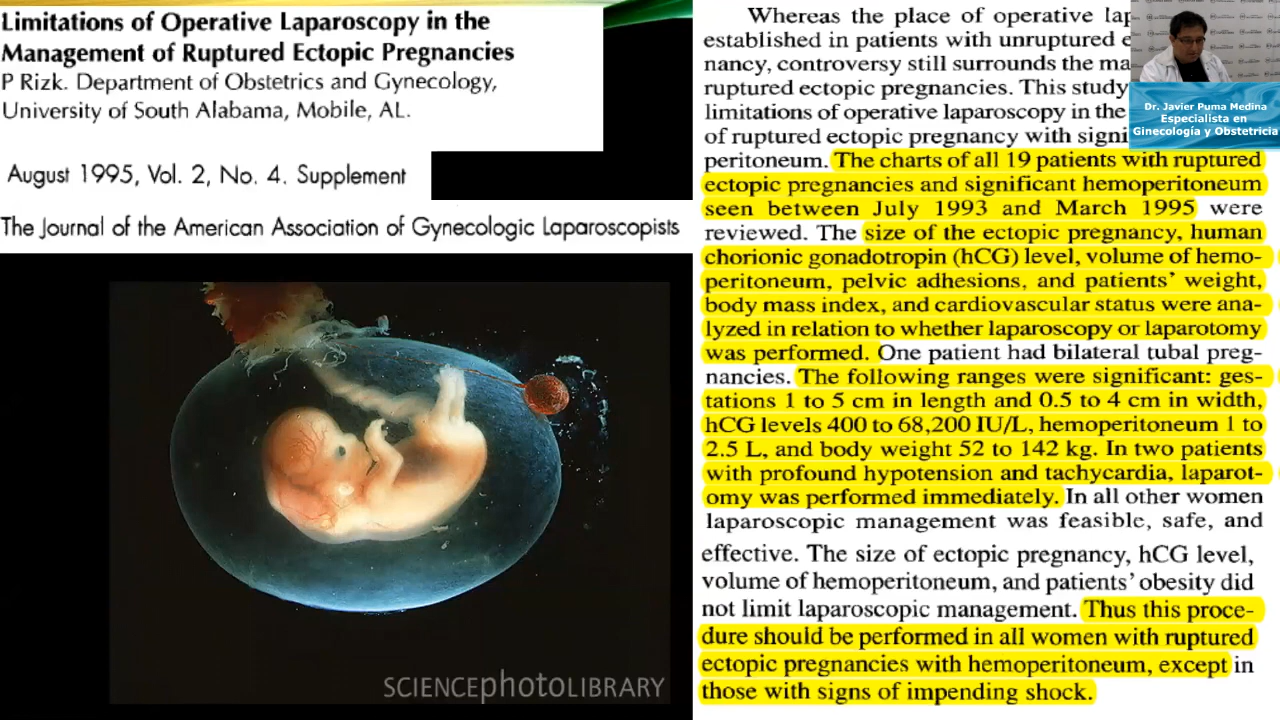 Limitations of Operative Laparoscopy in the
Management of Ruptured Ectopic Pregnancies
P Rizk. Department of Obstetrics and Gynecology,
University of South Alabama, Mobile, AL.
August 1995, Vol. 2, No. 4. Supplement
The Journal of the American Association of Gynecologic Laparoscopists
SCIENCEphotoLIBRARY
Whereas the place of operative
established in patients with unruptured
nancy, controversy still surrounds the
ruptured ectopic pregnancies. This study
limitations of operative laparoscopy in the
of ruptured ectopic pregnancy with
peritoneum. The charts of all 19 patients with ruptured
ectopic pregnancies and significant hemoperitoneum
seen between July 1993 and March 1995 were
reviewed. The size of the ectopic pregnancy, human
chorionic gonadotropin (hCG) level, volume of hemo-
peritoneum, pelvic adhesions, and patients' weight,
body mass index, and cardiovascular status were ana-
lyzed in relation to whether laparoscopy or laparotomy
was performed. One patient had bilateral tubal preg-
nancies. The following ranges were significant: ges-
tations 1 to 5 cm in length and 0.5 to 4 cm in width,
hCG levels 400 to 68,200 IU/L, hemoperitoneum 1 to
2.5 L, and body weight 52 to 142 kg. In two patients
with profound hypotension and tachycardia, laparot-
omy was performed immediately. In all other women
laparoscopic management was feasible, safe, and
effective. The size of ectopic pregnancy, hCG level,
volume of hemoperitoneum, and patients' obesity did
not limit laparoscopic management. Thus this proce-
dure should be performed in all women with ruptured
ectopic pregnancies with hemoperitoneum, except in
those with signs of impending shock.
Dr. Javier Puma Medina
Especialista en
Ginecología y Obstetricia